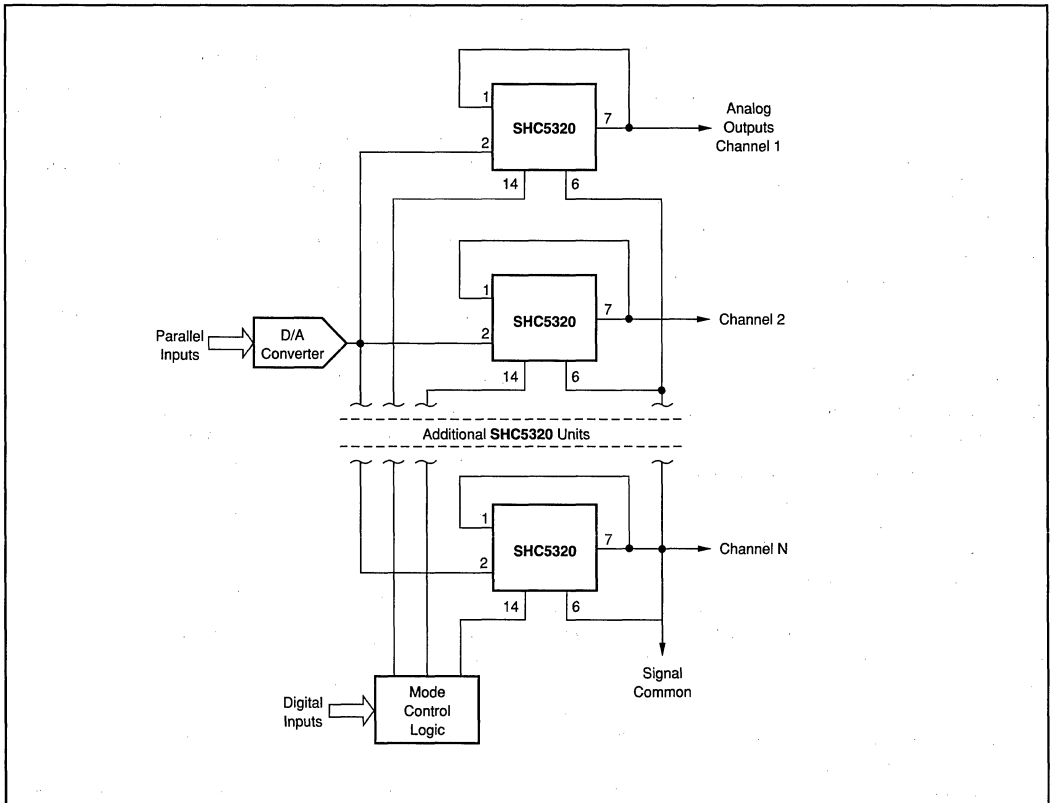 1
SHC5320
7
2
14
6
Analog
Outputs
Channel 1
1
SHC5320
7
2
14
6
Channel 2
Parallel
Inputs
D/A
Converter
Additional SHC5320 Units
1
SHC5320
7
2
14
6
Channel N
Signal
Common
Digital
Inputs
Mode
Control
Logic